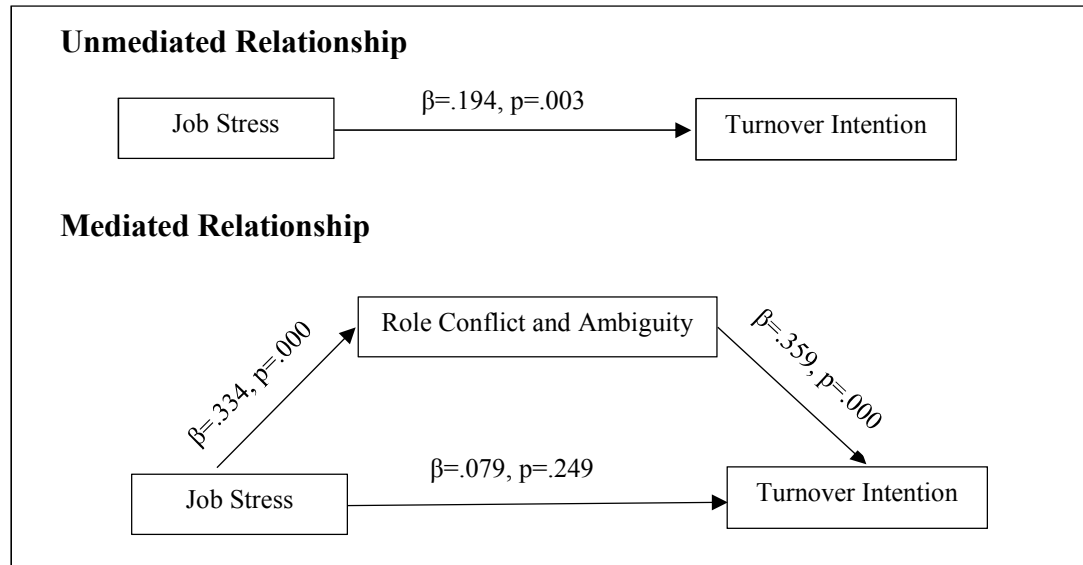 Unmediated Relationship
β=.194, p=.003
Job Stress
Turnover Intention
Mediated Relationship
Role Conflict and Ambiguity
β=.334, p=.000
β=.359, p=.000
β=.079, p=.249
Job Stress
Turnover Intention